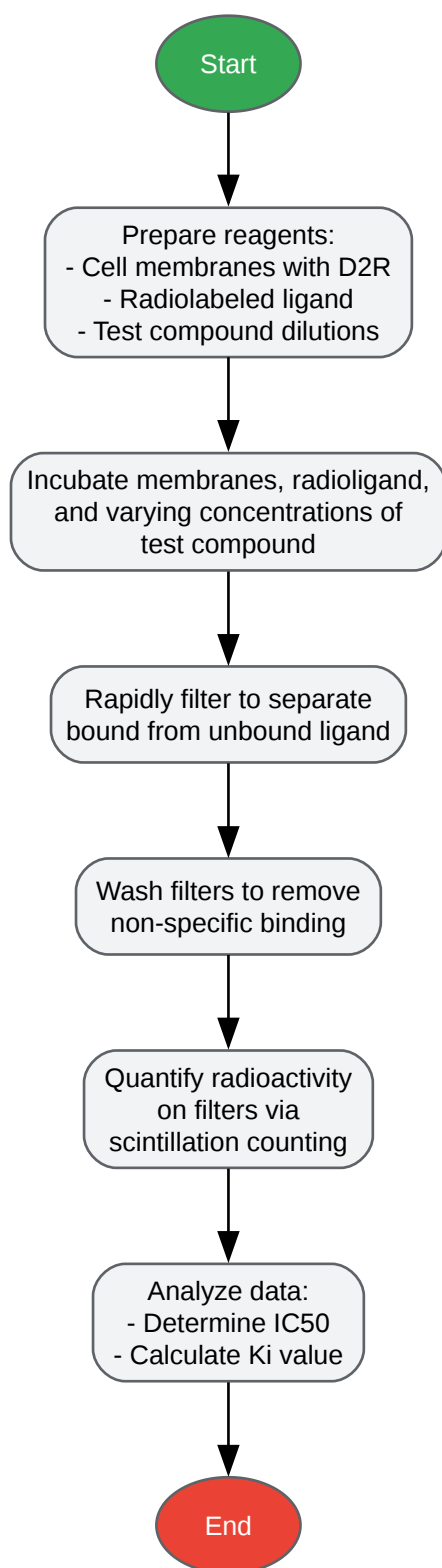 Start
Prepare reagents:
- Cell membranes with D2R
- Radiolabeled ligand
- Test compound dilutions
Incubate membranes, radioligand,
and varying concentrations of
test compound
Rapidly filter to separate
bound from unbound ligand
Wash filters to remove
non-specific binding
Quantify radioactivity
on filters via
scintillation counting
Analyze data:
- Determine IC50
- Calculate Ki value
End